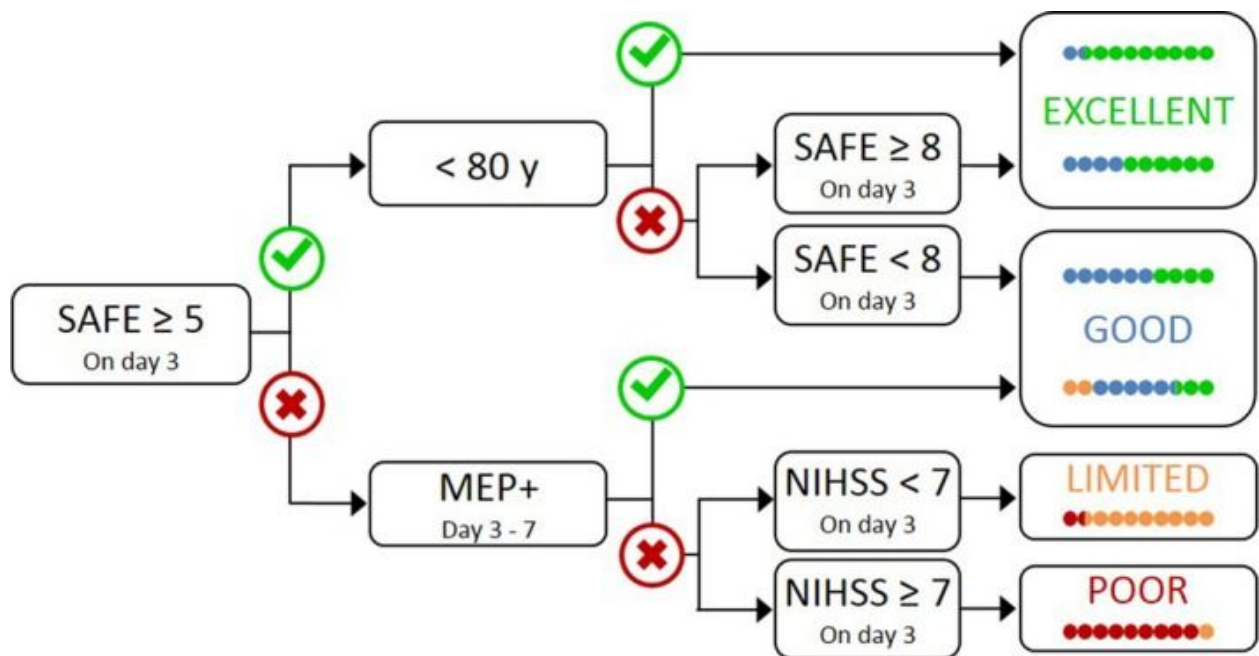 SAFE ≥ 5
On day 3
< 80 y
MEP+
Day 3 - 7
SAFE ≥ 8
On day 3
SAFE < 8
On day 3
NIHSS < 7
On day 3
NIHSS ≥ 7
On day 3
EXCELLENT
GOOD
LIMITED
POOR